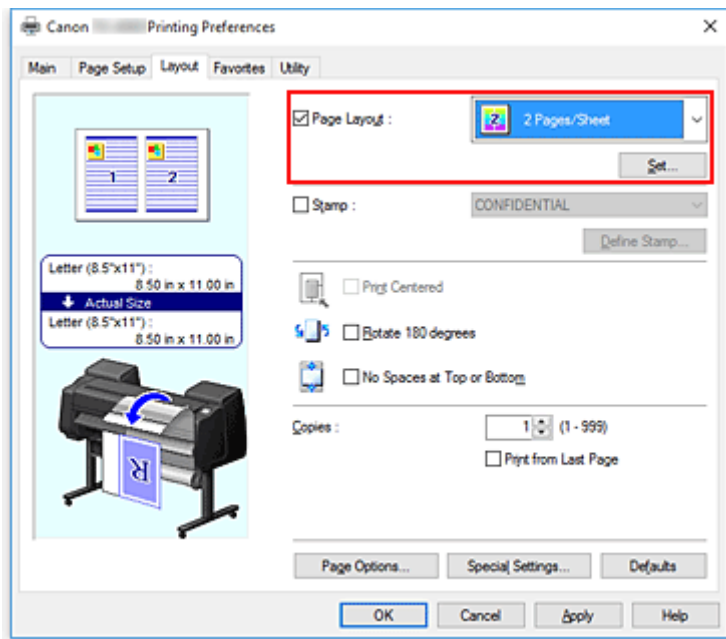 Canon Printing Preferences
Main Page Setup Layout Favorites Utility
1 2
Page Layout : 2 Pages/Sheet
Set...
Stamp : CONFIDENTIAL
Define Stamp...
Letter (8.5"x11") :
8.50 in x 11.00 in
Actual Size
Letter (8.5"x11") :
8.50 in x 11.00 in
Print Centered
Rotate 180 degrees
No Spaces at Top or Bottom
Copies : 1 (1 - 999)
Print from Last Page
R
Page Options... Special Settings... Defaults
OK Cancel Apply Help